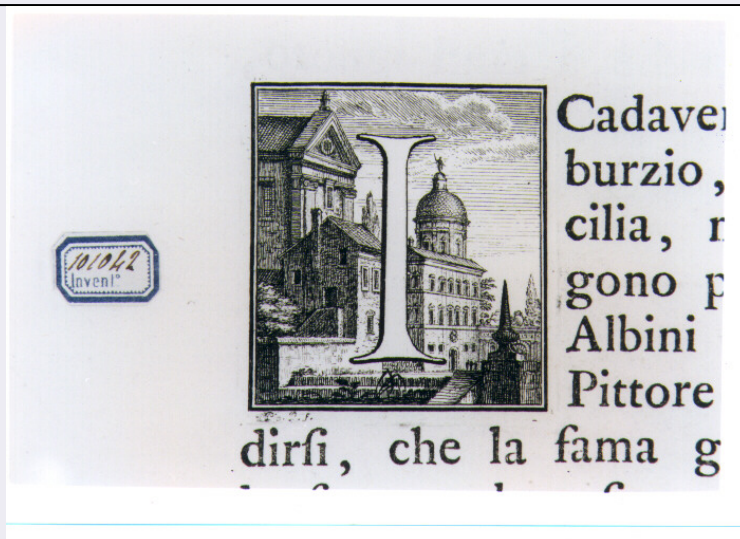 I
Cadaver
burzio,
cilia,
gono p
Albini
Pittore
101042
Invent°
dirſi, che la fama g